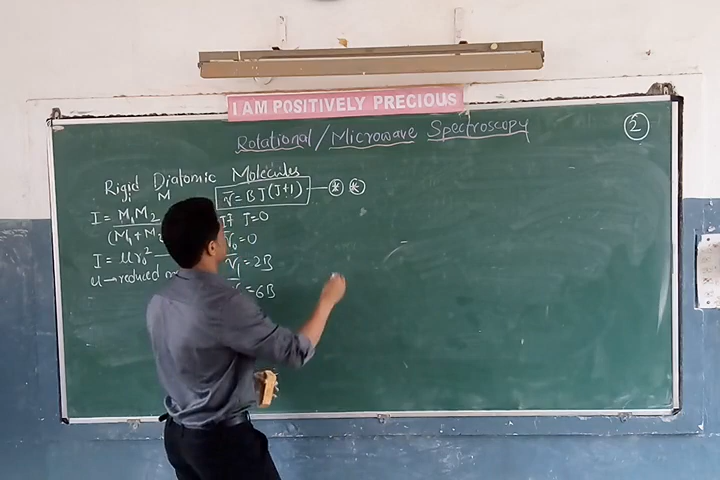 I AM POSITIVELY PRECIOUS
Rotational/Microwave Spectroscopy
2
Rigid Diatomic Molecules
M
I = M₁M₂
(M₁+M₂
I = μr₀²
μ → reduced
ν̅ = BJ(J+1) ⊛ ⊛
If J=0
ν̅₀=0
ν̅₁=2B
=6B